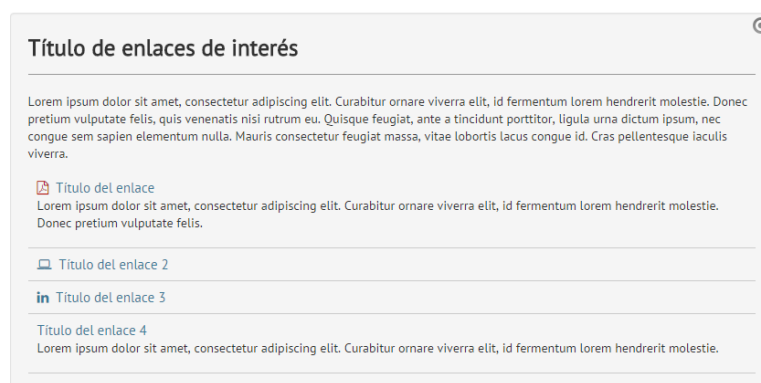 Título de enlaces de interés
Lorem ipsum dolor sit amet, consectetur adipiscing elit. Curabitur ornare viverra elit, id fermentum lorem hendrerit molestie. Donec
pretium vulputate felis, quis venenatis nisi rutrum eu. Quisque feugiat, ante a tincidunt porttitor, ligula urna dictum ipsum, nec
congue sem sapien elementum nulla. Mauris consectetur feugiat massa, vitae lobortis lacus congue id. Cras pellentesque iaculis
viverra.
Título del enlace
Lorem ipsum dolor sit amet, consectetur adipiscing elit. Curabitur ornare viverra elit, id fermentum lorem hendrerit molestie.
Donec pretium vulputate felis.
Título del enlace 2
in Título del enlace 3
Título del enlace 4
Lorem ipsum dolor sit amet, consectetur adipiscing elit. Curabitur ornare viverra elit, id fermentum lorem hendrerit molestie.